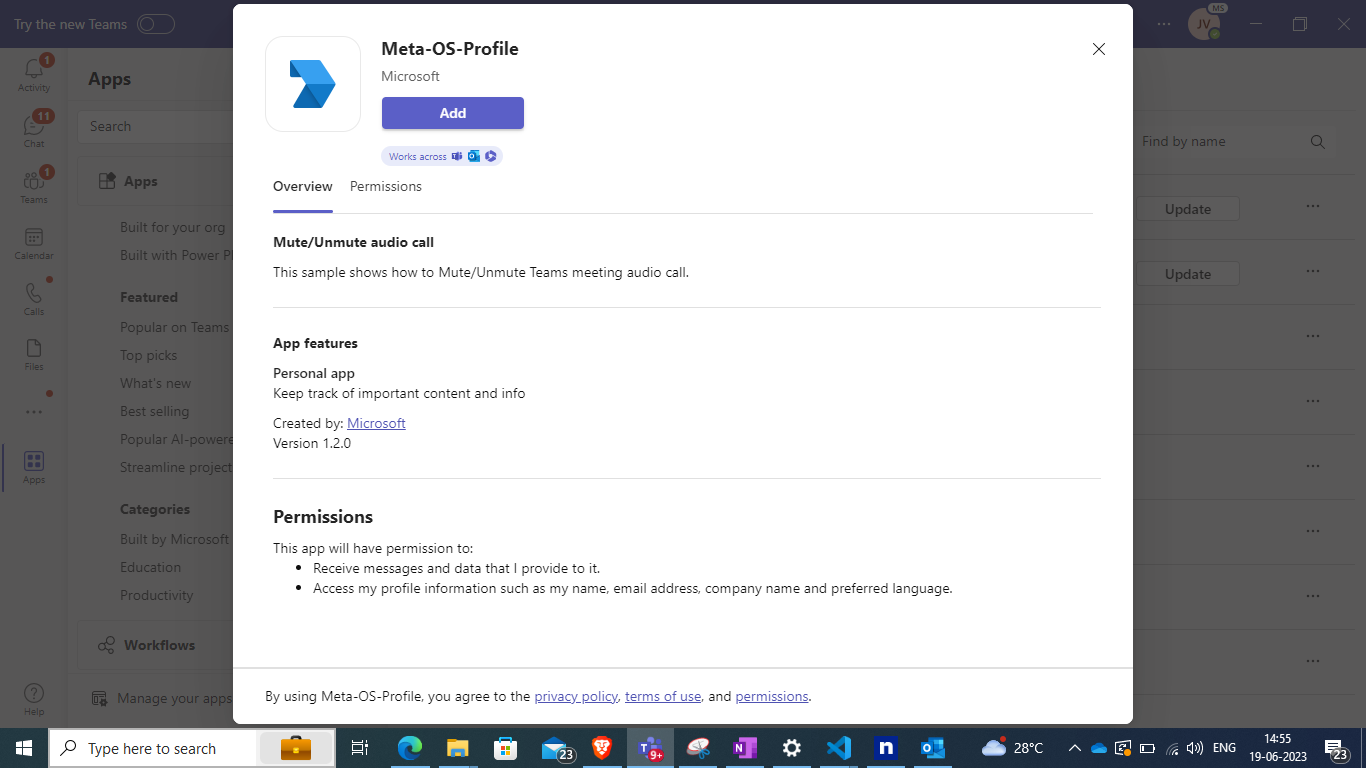 Try the new Teams
MS
JV
Activity
1
Chat
11
Teams
1
Calendar
Calls
Files
Apps
Help
Apps
Search
Apps
Built for your org
Built with Power Pl
Featured
Popular on Teams
Top picks
What's new
Best selling
Popular AI-powere
Streamline project
Categories
Built by Microsoft
Education
Productivity
Workflows
Manage your apps
Meta-OS-Profile
Microsoft
Add
Works across
Overview Permissions
Mute/Unmute audio call
This sample shows how to Mute/Unmute Teams meeting audio call.
App features
Personal app
Keep track of important content and info
Created by: Microsoft
Version 1.2.0
Permissions
This app will have permission to:
Receive messages and data that I provide to it.
Access my profile information such as my name, email address, company name and preferred language.
By using Meta-OS-Profile, you agree to the privacy policy, terms of use, and permissions.
Find by name
Update
Update
Type here to search
23
9+
N
n
28°C
ENG
14:55
19-06-2023
23